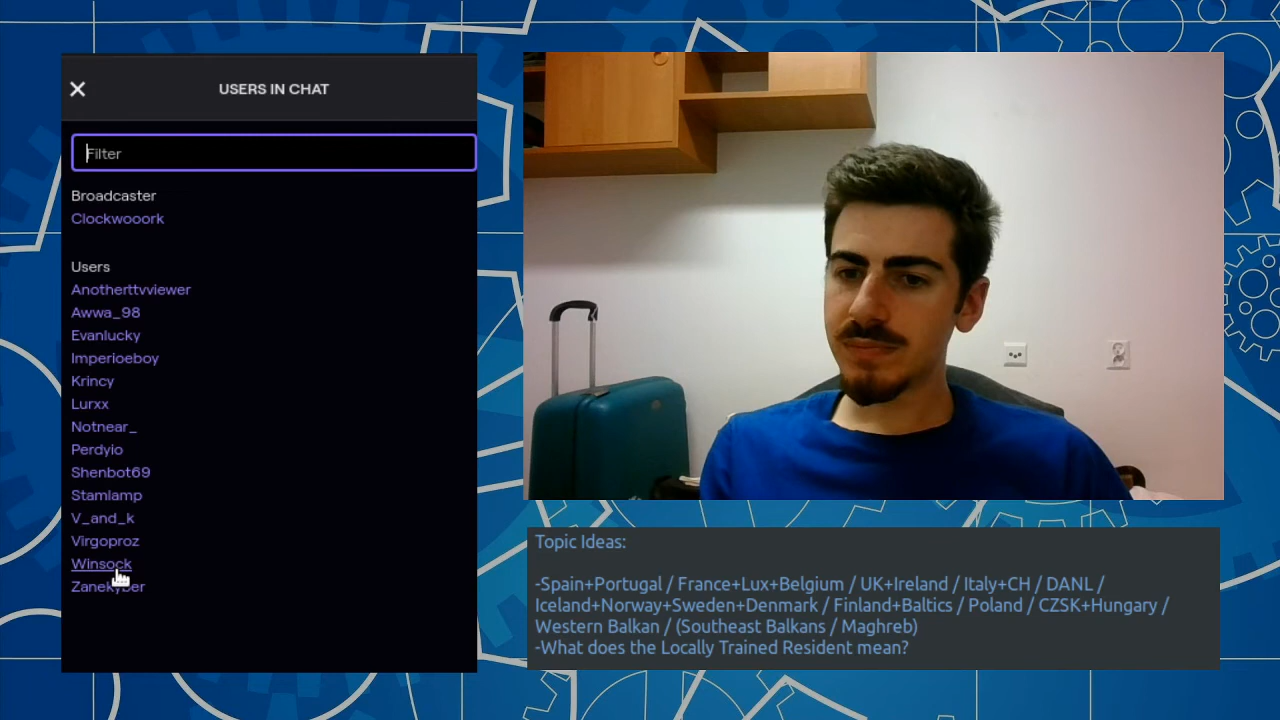 USERS IN CHAT
Filter
Broadcaster
Clockwooork
Users
Anotherttvviewer
Awwa_98
Evanlucky
Imperioeboy
Krincy
Lurxx
Notnear_
Perdyio
Shenbot69
Stamlamp
V_and_k
Virgoproz
Winsock
Zanekyber
Topic Ideas:
-Spain+Portugal / France+Lux+Belgium / UK+Ireland / Italy+CH / DANL /
Iceland+Norway+Sweden+Denmark / Finland+Baltics / Poland / CZSK+Hungary /
Western Balkan / (Southeast Balkans / Maghreb)
-What does the Locally Trained Resident mean?